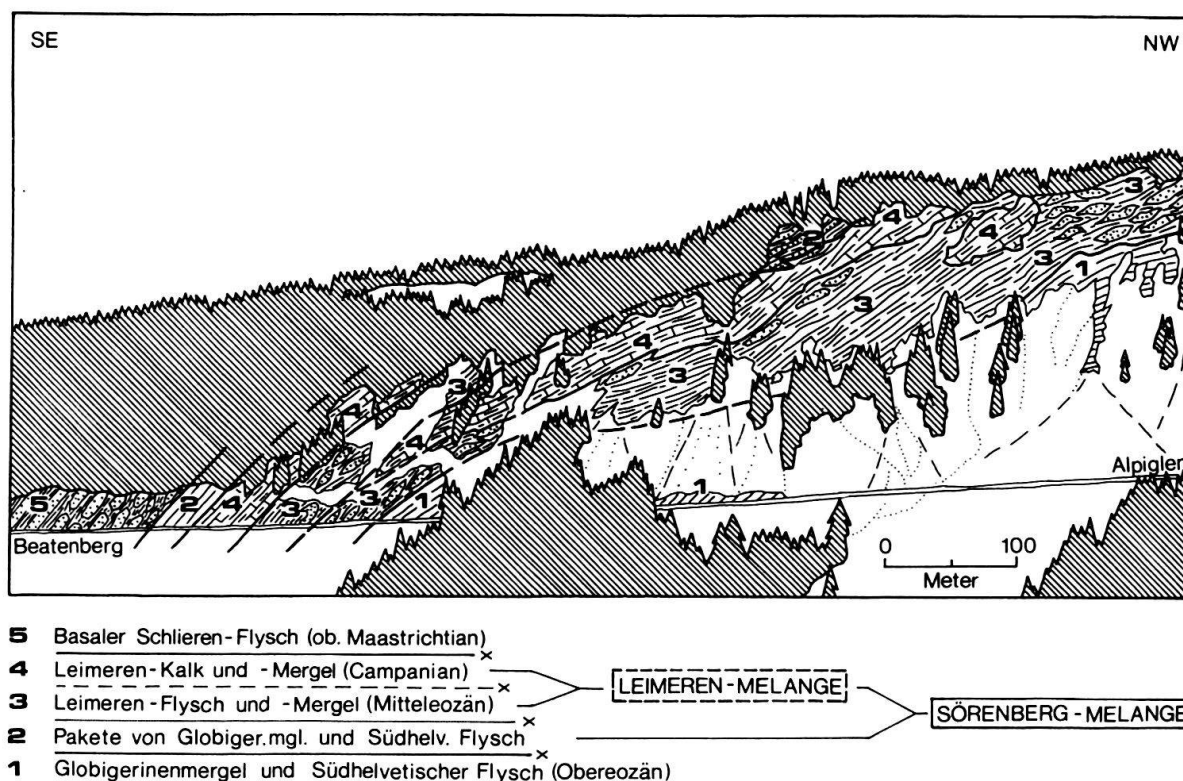 SE
NW
3
4
4
2
3
1
3
4
3
3
4
4
1
5
2
4
3
3
1
Alpigler
Beatenberg
0 100
Meter
5 Basaler Schlieren-Flysch (ob. Maastrichtian)
x
4 Leimeren-Kalk und -Mergel (Campanian)
x
LEIMEREN-MELANGE
3 Leimeren-Flysch und -Mergel (Mitteleozän)
x
SÖRENBERG-MELANGE
2 Pakete von Globiger.mgl. und Südhelv. Flysch
x
1 Globigerinenmergel und Südhelvetischer Flysch (Obereozän)